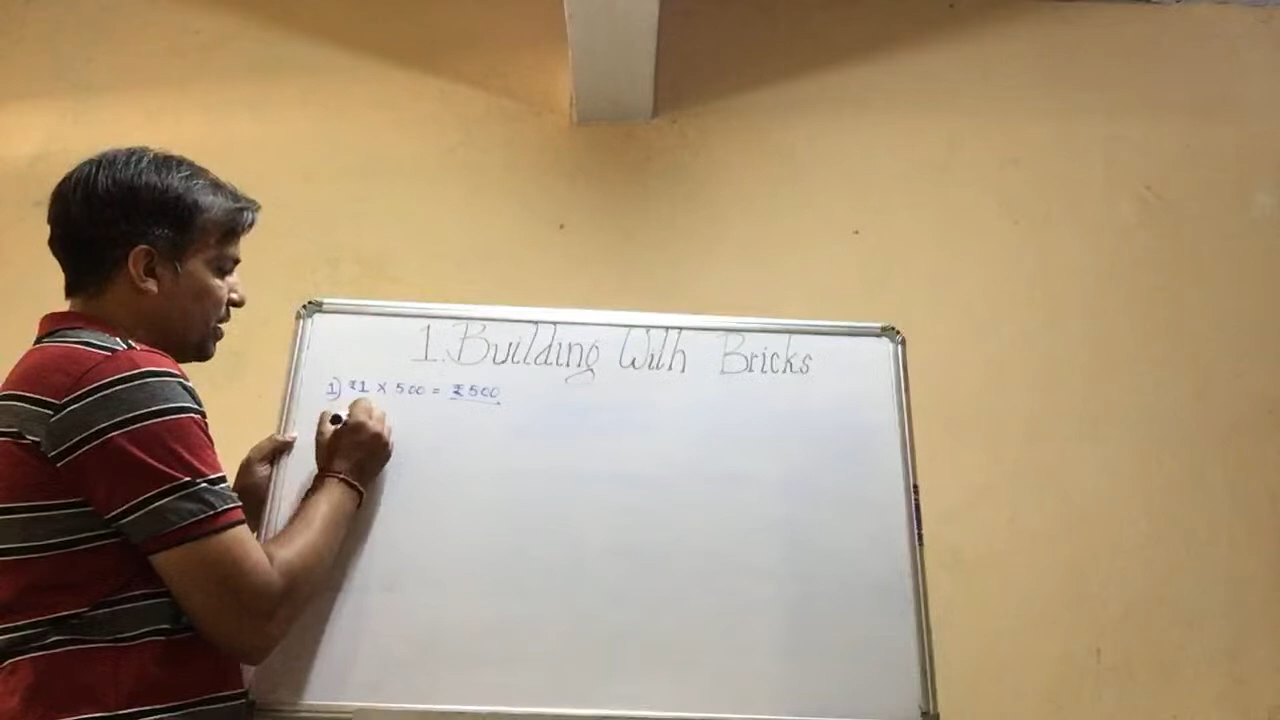 1. Building With Bricks
1) ₹1 × 500 = ₹500